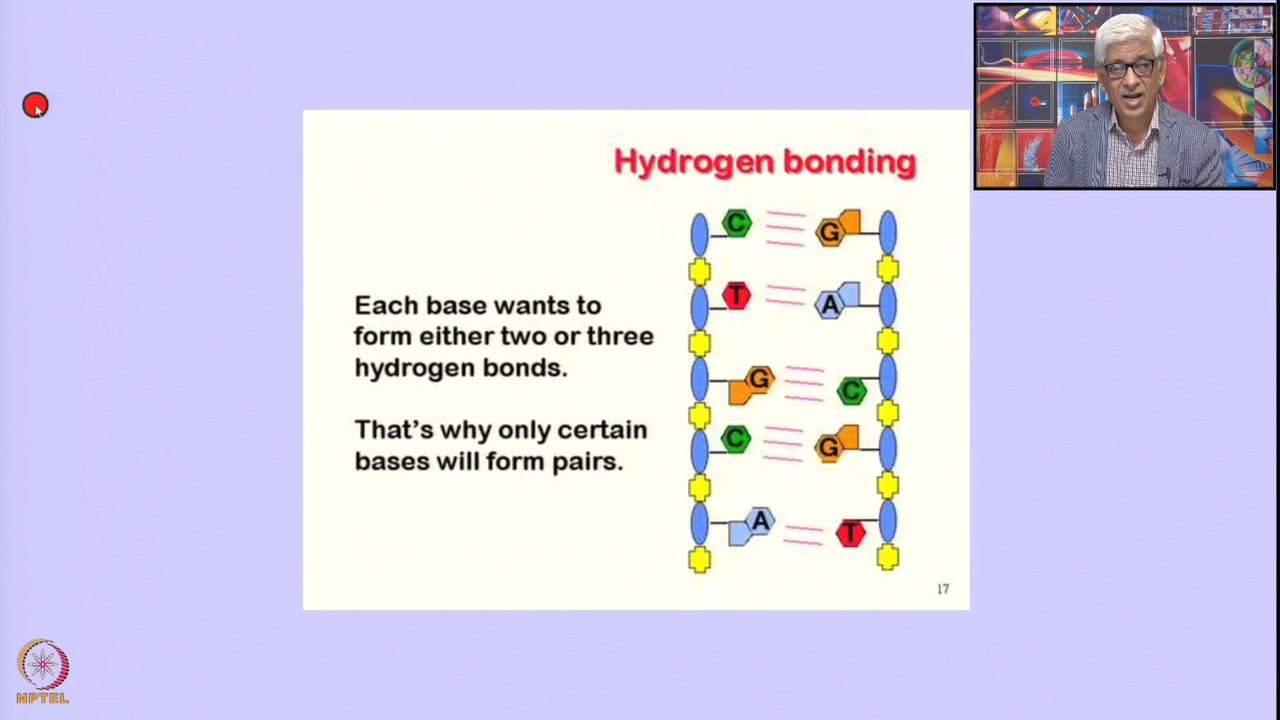 Hydrogen bonding
C G
T A
Each base wants to
form either two or three
hydrogen bonds.
G C
That's why only certain
bases will form pairs.
C G
A T
17
NPTEL